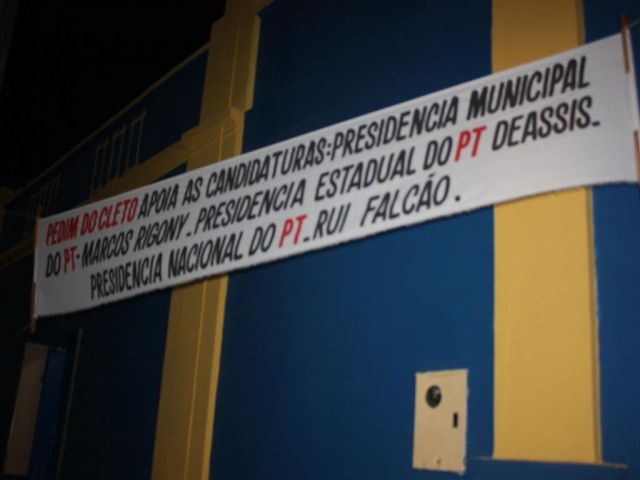 PEDIM DO CLETO APOIA AS CANDIDATURAS:PRESIDENCIA MUNICIPAL
DO PT-MARCOS RIGONY.PRESIDENCIA ESTADUAL DO PT DEASSIS.
PRESIDENCIA NACIONAL DO PT..RUI FALCÃO.